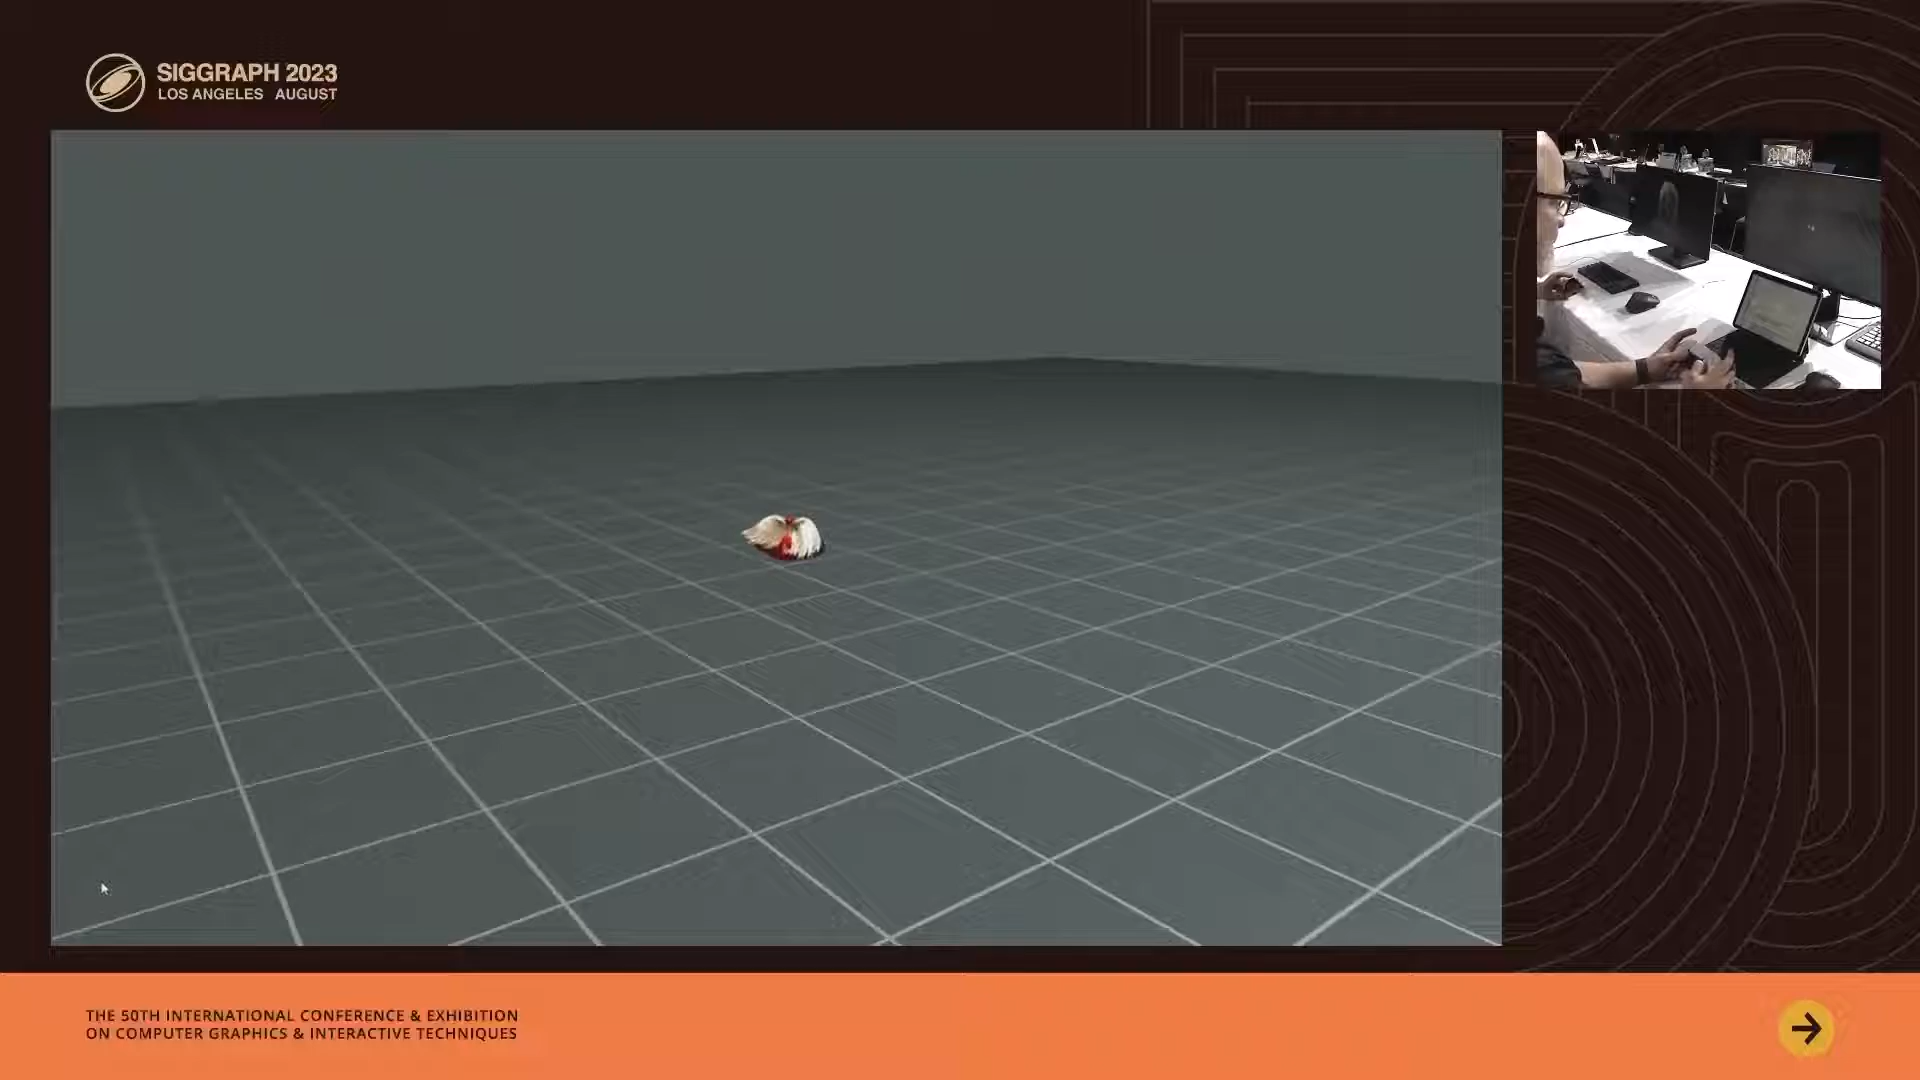 SIGGRAPH 2023
LOS ANGELES AUGUST
THE 50TH INTERNATIONAL CONFERENCE & EXHIBITION
ON COMPUTER GRAPHICS & INTERACTIVE TECHNIQUES